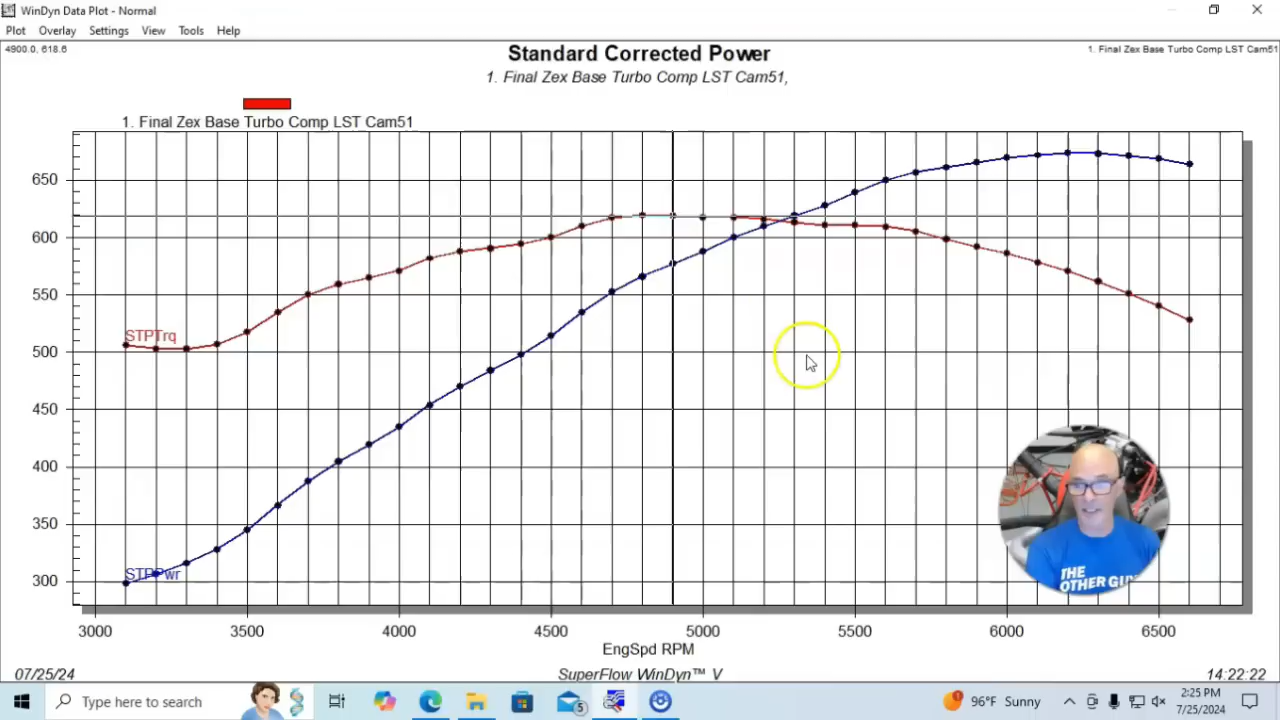 WinDyn Data Plot - Normal
Plot Overlay Settings View Tools Help
4900.0, 618.6
1. Final Zex Base Turbo Comp LST Cam51
Standard Corrected Power
1. Final Zex Base Turbo Comp LST Cam51,
1. Final Zex Base Turbo Comp LST Cam51
650
600
550
500
450
400
350
300
STPTrq
STPPwr
3000 3500 4000 4500 5000 5500 6000 6500
EngSpd RPM
THE
OTHER GU
07/25/24 SuperFlow WinDyn™ V 14:22:22
Type here to search
5
96°F Sunny
2:25 PM
7/25/2024